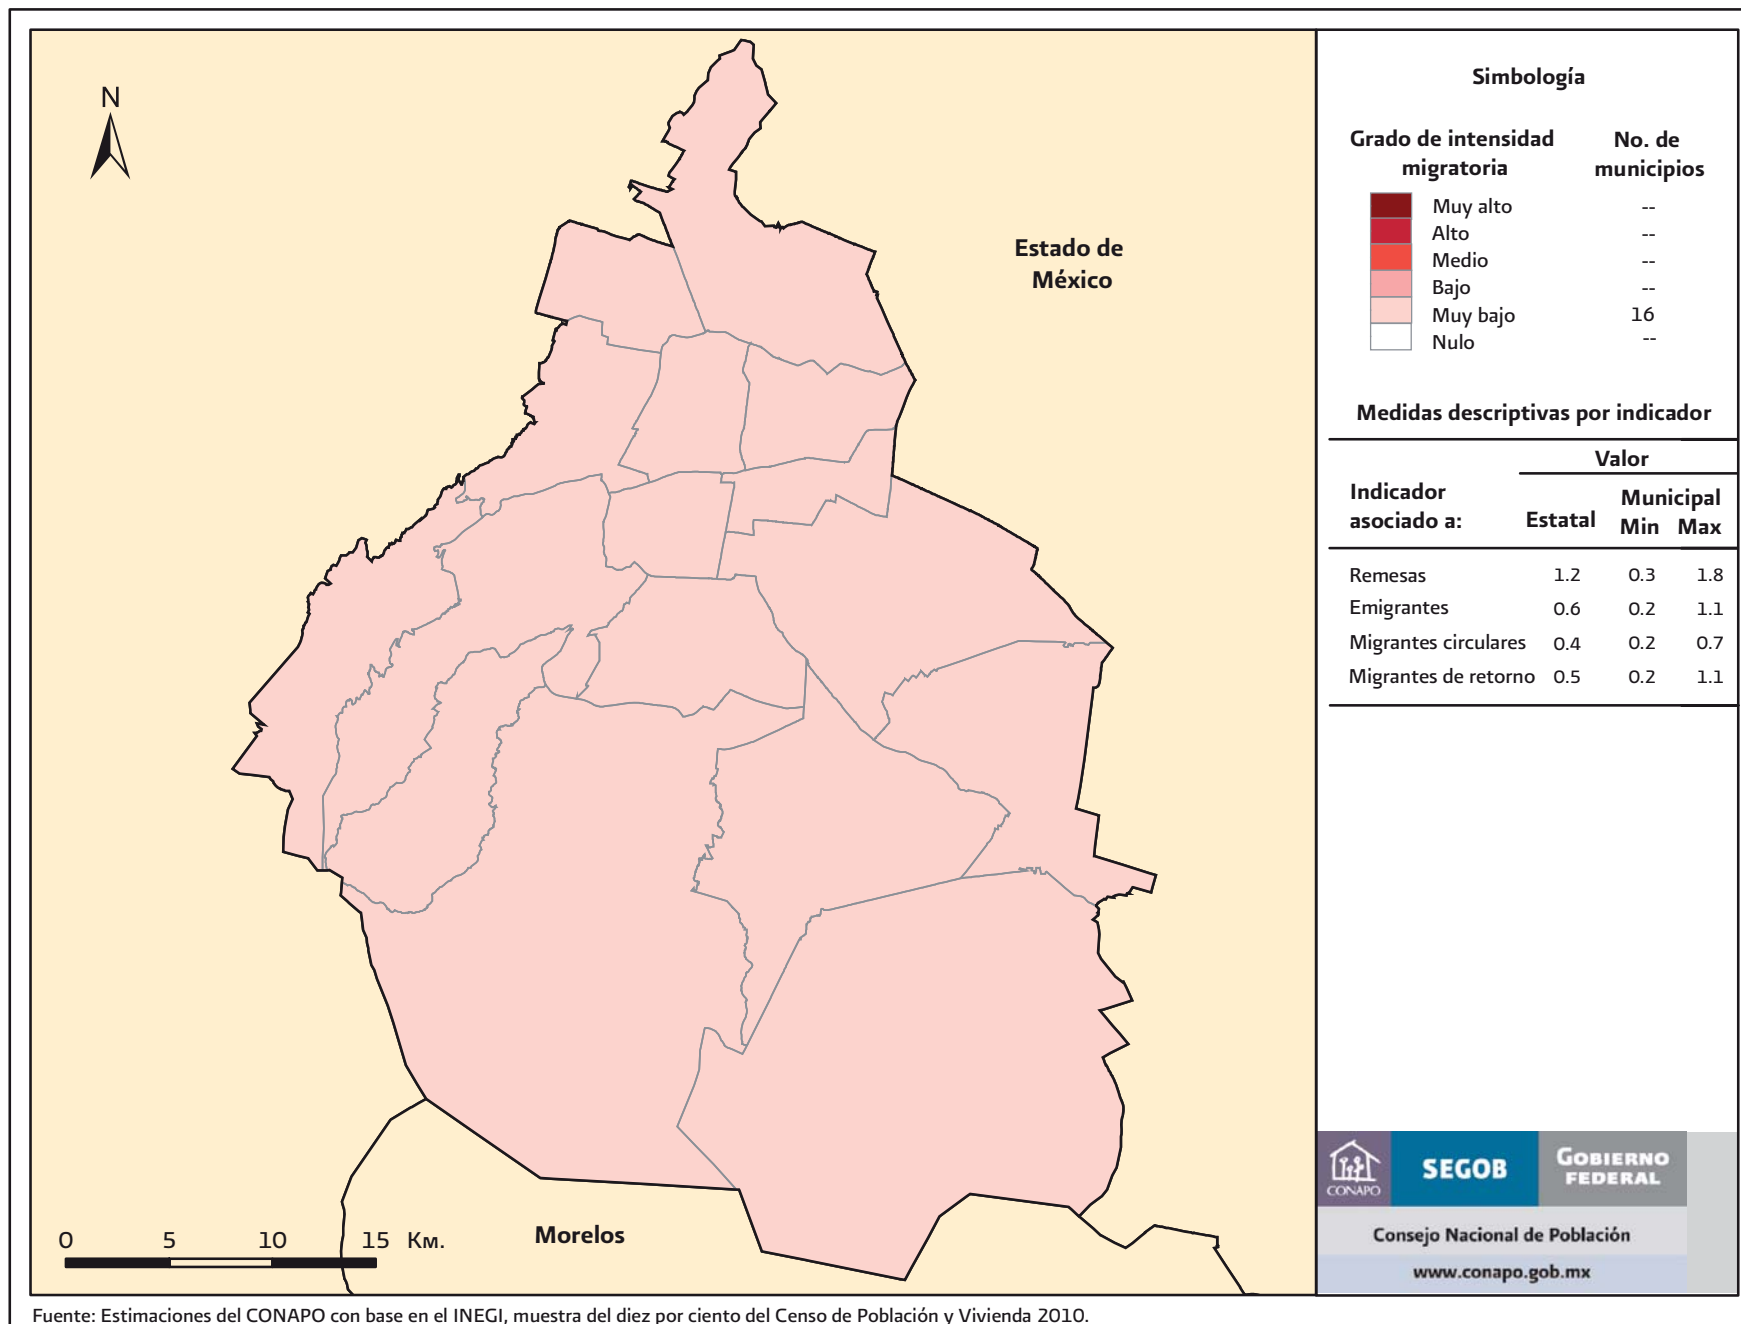 N
Estado de
México
Morelos
0 5 10 15 Km.
Simbología
Grado de intensidad
migratoria
No. de
municipios
Muy alto --
Alto --
Medio --
Bajo --
Muy bajo 16
Nulo --
Medidas descriptivas por indicador
Valor
Indicador
asociado a:
Estatal
Municipal
Min Max
Remesas 1.2 0.3 1.8
Emigrantes 0.6 0.2 1.1
Migrantes circulares 0.4 0.2 0.7
Migrantes de retorno 0.5 0.2 1.1
CONAPO
SEGOB
GOBIERNO
FEDERAL
Consejo Nacional de Población
www.conapo.gob.mx
Fuente: Estimaciones del CONAPO con base en el INEGI, muestra del diez por ciento del Censo de Población y Vivienda 2010.